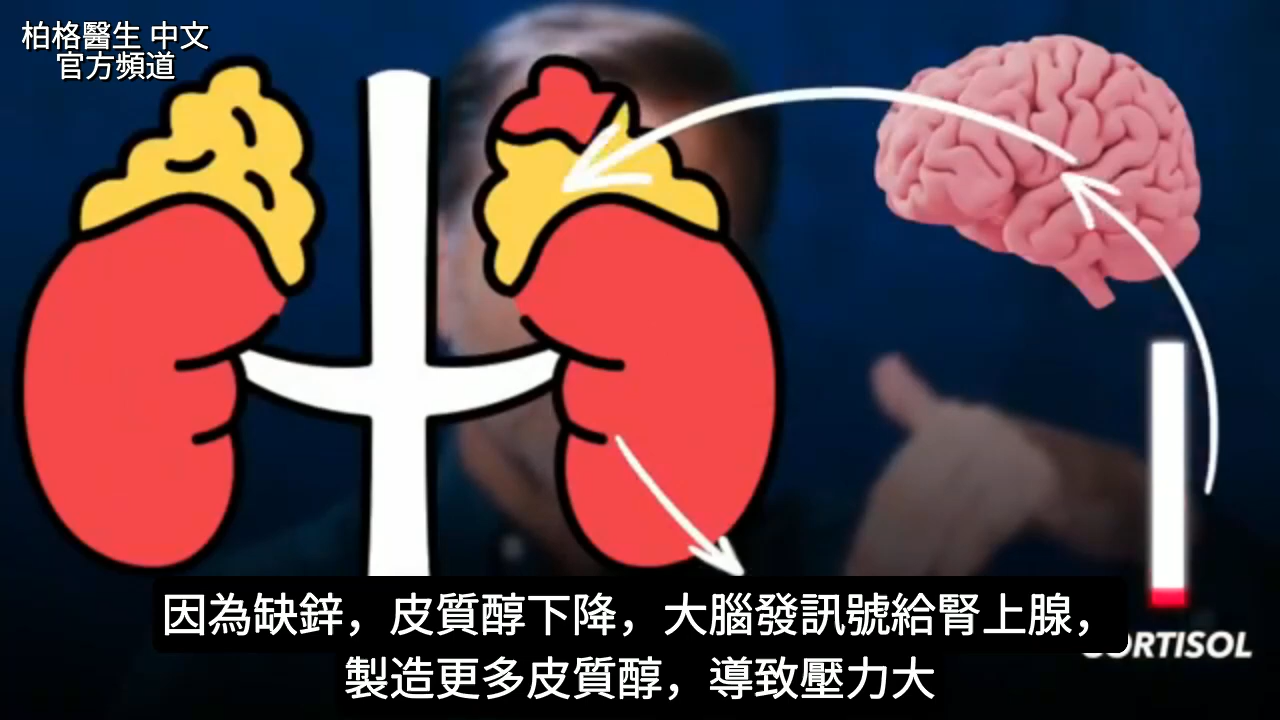 柏格醫生 中文
官方頻道
因為缺鋅，皮質醇下降，大腦發訊號給腎上腺，
製造更多皮質醇，導致壓力大
CORTISOL